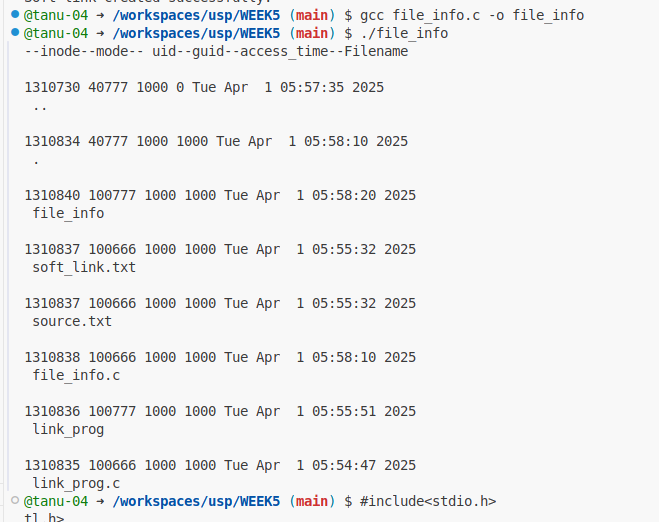 Soft link created successfully.
@tanu-04 ➜ /workspaces/usp/WEEK5 (main) $ gcc file_info.c -o file_info
@tanu-04 ➜ /workspaces/usp/WEEK5 (main) $ ./file_info
--inode--mode-- uid--guid--access_time--Filename
1310730 40777 1000 0 Tue Apr  1 05:57:35 2025
 ..
1310834 40777 1000 1000 Tue Apr  1 05:58:10 2025
 .
1310840 100777 1000 1000 Tue Apr  1 05:58:20 2025
 file_info
1310837 100666 1000 1000 Tue Apr  1 05:55:32 2025
 soft_link.txt
1310837 100666 1000 1000 Tue Apr  1 05:55:32 2025
 source.txt
1310838 100666 1000 1000 Tue Apr  1 05:58:10 2025
 file_info.c
1310836 100777 1000 1000 Tue Apr  1 05:55:51 2025
 link_prog
1310835 100666 1000 1000 Tue Apr  1 05:54:47 2025
 link_prog.c
@tanu-04 ➜ /workspaces/usp/WEEK5 (main) $ #include<stdio.h>
tl.h>